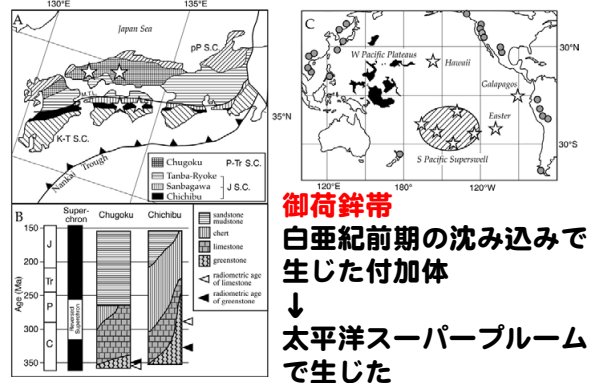 130°E
135°E
A
Japan Sea
pP S.C.
M.T.L.
35°N
K-T S.C.
Nankai Trough
Chugoku
P-Tr S.C.
Tanba-Ryoke
Sanbagawa
J S.C.
Chichibu
B
Super-chron
Chugoku
Chichibu
Age (Ma)
150
200
250
300
350
J
Tr
P
C
Reversed Superchron
sandstone
mudstone
chert
limestone
greenstone
radiometric age
of limestone
radiometric age
of greenstone
C
W Pacific Plateaus
Hawaii
30°N
Galapagos
Easter
30°S
S Pacific Superswell
120°E
180°
120°W
御荷鉾帯
白亜紀前期の沈み込みで
生じた付加体
↓
太平洋スーパープルーム
で生じた